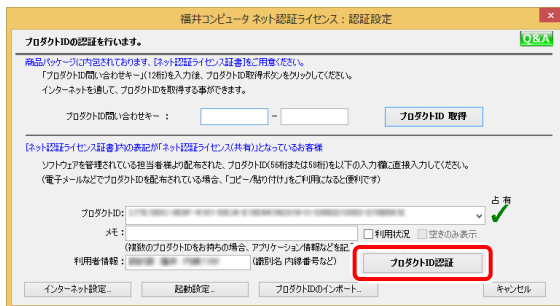 福井コンピュータ ネット認証ライセンス：認証設定
×
プロダクトIDの認証を行います。
Q&A
商品パッケージに内包されております、[ネット認証ライセンス証書]をご用意ください。
「プロダクトID問い合わせキー」(12桁)を入力後、プロダクトID取得ボタンをクリックしてください。
インターネットを通して、プロダクトIDを取得する事ができます。
プロダクトID問い合わせキー ：
-
プロダクトID 取得
[ネット認証ライセンス証書]内の表記が「ネット認証ライセンス(共有)」となっているお客様
ソフトウェアを管理されている担当者様より配布された、プロダクトID(56桁または58桁)を以下の入力欄に直接入力してください。
(電子メールなどでプロダクトIDを配布されている場合、「コピー/貼り付け」をご利用になると便利です)
プロダクトID:
占有
メモ :
利用状況
空きのみ表示
(複数のプロダクトIDをお持ちの場合、アプリケーション情報などを記.
利用者情報 :
(識別名 内線番号など)
プロダクトID認証
インターネット設定...
起動設定...
プロダクトIDのインポート...
キャンセル